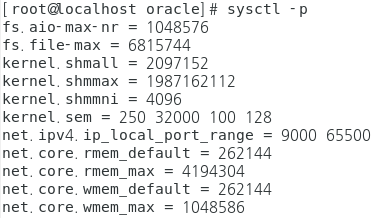 [root@localhost oracle]# sysctl -p
fs.aio-max-nr = 1048576
fs.file-max = 6815744
kernel.shmall = 2097152
kernel.shmmax = 1987162112
kernel.shmmni = 4096
kernel.sem = 250 32000 100 128
net.ipv4.ip_local_port_range = 9000 65500
net.core.rmem_default = 262144
net.core.rmem_max = 4194304
net.core.wmem_default = 262144
net.core.wmem_max = 1048586